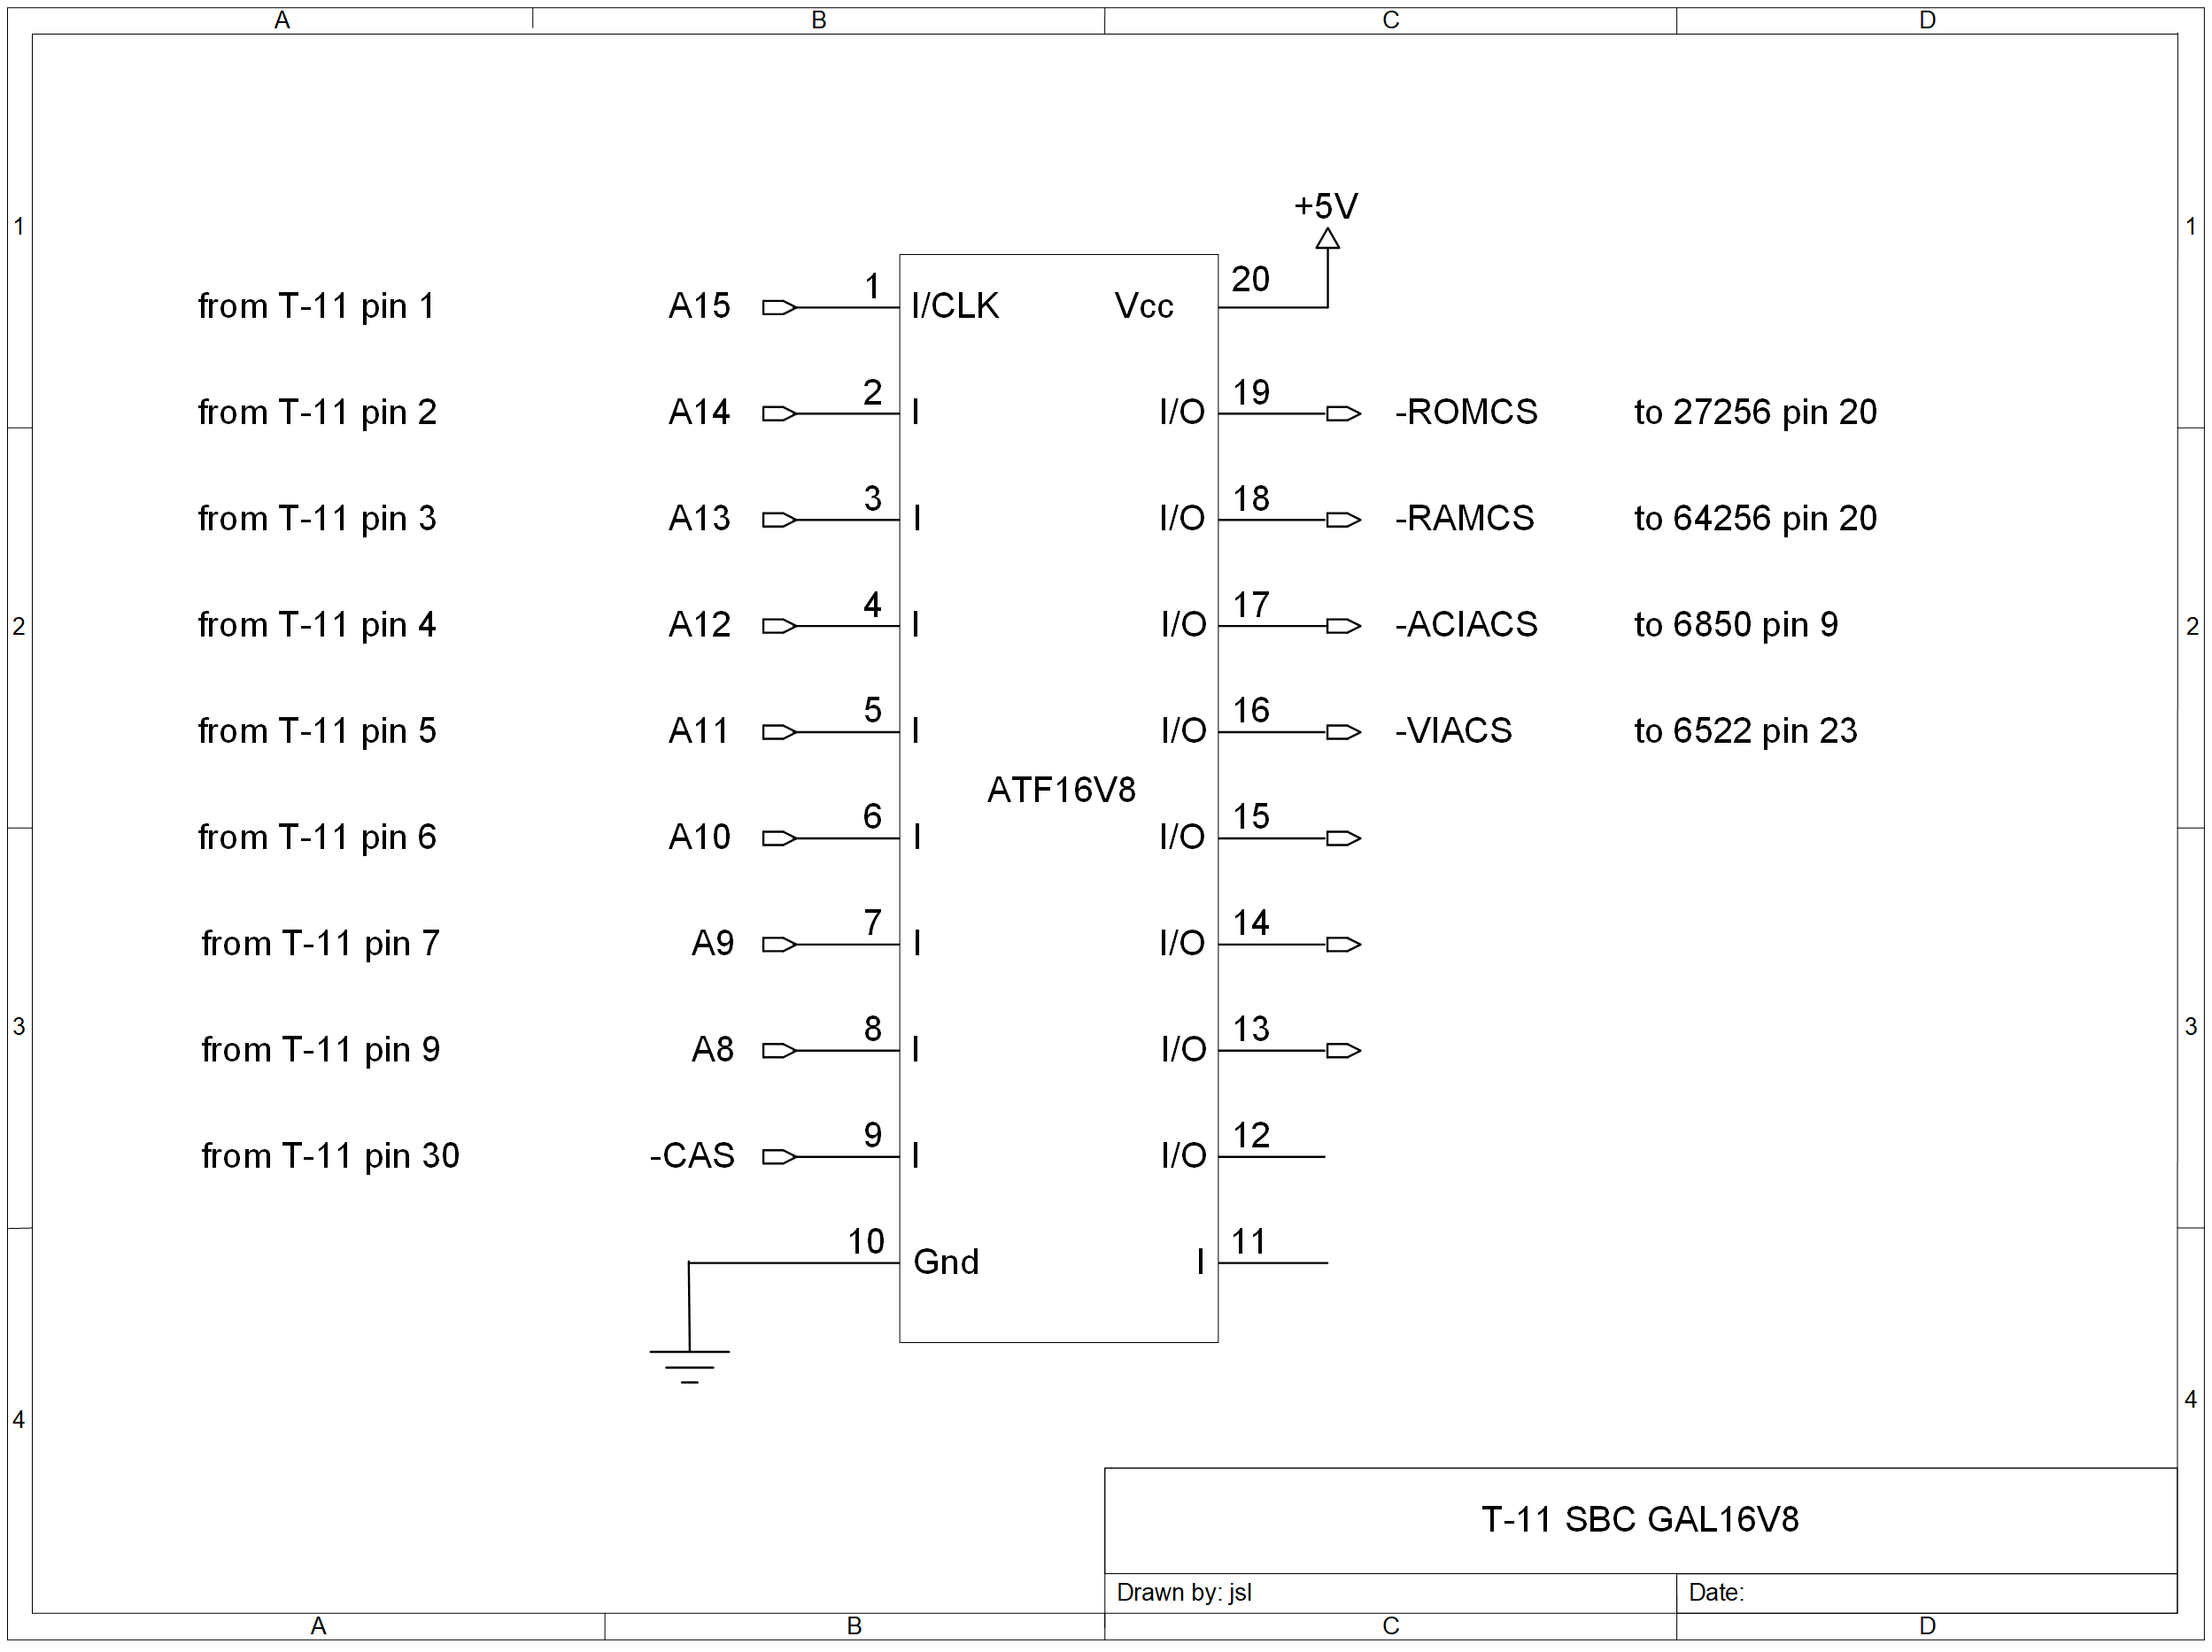 A B C D
1 1
+5V
from T-11 pin 1 A15 1 I/CLK Vcc 20
from T-11 pin 2 A14 2 I I/O 19 -ROMCS to 27256 pin 20
from T-11 pin 3 A13 3 I I/O 18 -RAMCS to 64256 pin 20
from T-11 pin 4 A12 4 I I/O 17 -ACIACS to 6850 pin 9
2 2
from T-11 pin 5 A11 5 I I/O 16 -VIACS to 6522 pin 23
ATF16V8
from T-11 pin 6 A10 6 I I/O 15
from T-11 pin 7 A9 7 I I/O 14
3 3
from T-11 pin 9 A8 8 I I/O 13
from T-11 pin 30 -CAS 9 I I/O 12
10 Gnd I 11
4 4
T-11 SBC GAL16V8
Drawn by: jsl Date:
A B C D